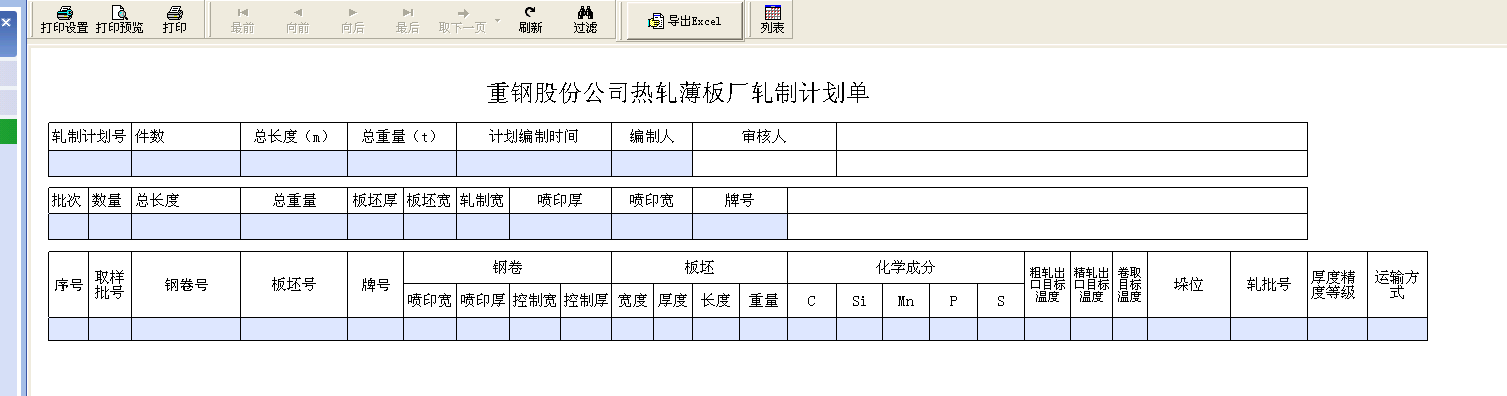 打印设置 打印预览 打印 最前 向前 向后 最后 取下一页 刷新 过滤 导出Excel 列表
重钢股份公司热轧薄板厂轧制计划单
轧制计划号 件数 总长度（m） 总重量（t） 计划编制时间 编制人 审核人
批次 数量 总长度 总重量 板坯厚 板坯宽 轧制宽 喷印厚 喷印宽 牌号
序号 取样批号 钢卷号 板坯号 牌号 钢卷 板坯 化学成分 粗轧出口目标温度 精轧出口目标温度 卷取目标温度 垛位 轧批号 厚度精度等级 运输方式
喷印宽 喷印厚 控制宽 控制厚 宽度 厚度 长度 重量 C Si Mn P S